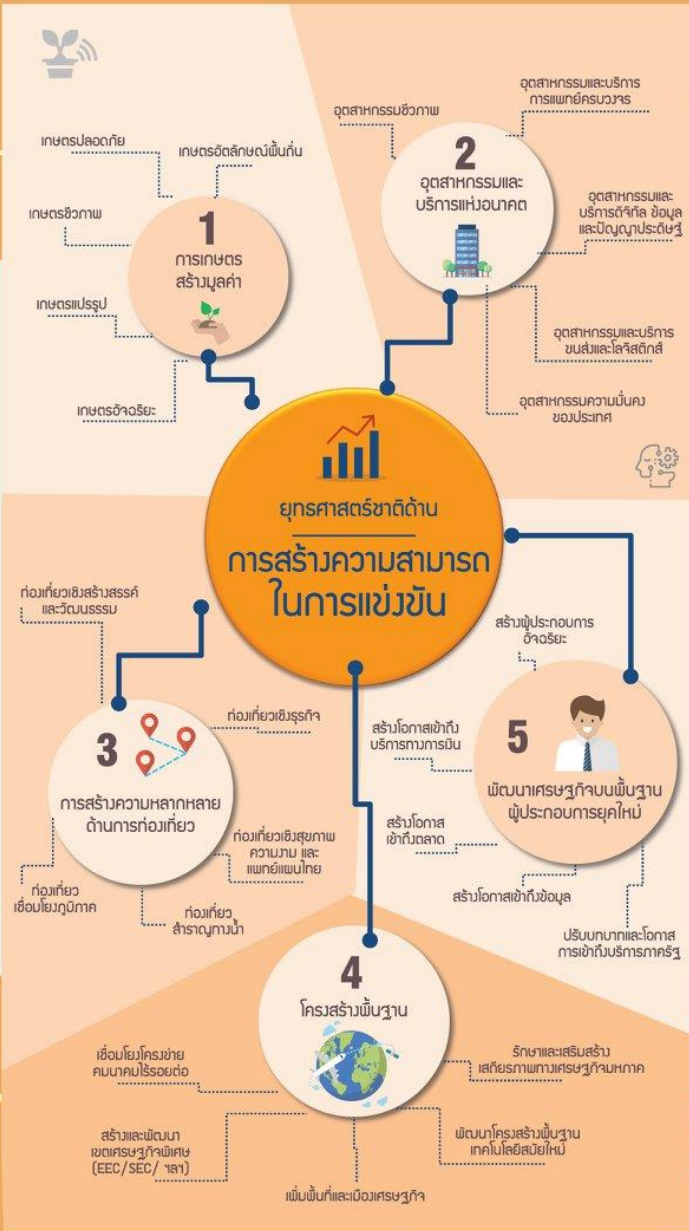 ยุทธศาสตร์ชาติด้าน
การสร้างความสามารถ
ในการแข่งขัน
1
การเกษตร
สร้างมูลค่า
เกษตรปลอดภัย
เกษตรอัตลักษณ์พื้นถิ่น
เกษตรชีวภาพ
เกษตรแปรรูป
เกษตรอัจฉริยะ
2
อุตสาหกรรมและ
บริการแห่งอนาคต
อุตสาหกรรมชีวภาพ
อุตสาหกรรมและบริการ
การแพทย์ครบวงจร
อุตสาหกรรมและ
บริการดิจิทัล ข้อมูล
และปัญญาประดิษฐ์
อุตสาหกรรมและบริการ
ขนส่งและโลจิสติกส์
อุตสาหกรรมความมั่นคง
ของประเทศ
3
การสร้างความหลากหลาย
ด้านการท่องเที่ยว
ท่องเที่ยวเชิงสร้างสรรค์
และวัฒนธรรม
ท่องเที่ยวเชิงธุรกิจ
ท่องเที่ยวเชิงสุขภาพ
ความงาม และ
แพทย์แผนไทย
ท่องเที่ยว
สำราญทางน้ำ
ท่องเที่ยว
เชื่อมโยงภูมิภาค
4
โครงสร้างพื้นฐาน
เชื่อมโยงโครงข่าย
คมนาคมไร้รอยต่อ
สร้างและพัฒนา
เขตเศรษฐกิจพิเศษ
(EEC/SEC/ ฯลฯ)
เพิ่มพื้นที่และเมืองเศรษฐกิจ
พัฒนาโครงสร้างพื้นฐาน
เทคโนโลยีสมัยใหม่
รักษาและเสริมสร้าง
เสถียรภาพทางเศรษฐกิจมหภาค
5
พัฒนาเศรษฐกิจบนพื้นฐาน
ผู้ประกอบการยุคใหม่
สร้างผู้ประกอบการ
อัจฉริยะ
สร้างโอกาสเข้าถึง
บริการทางการเงิน
สร้างโอกาส
เข้าถึงตลาด
สร้างโอกาสเข้าถึงข้อมูล
ปรับบทบาทและโอกาส
การเข้าถึงบริการภาครัฐ